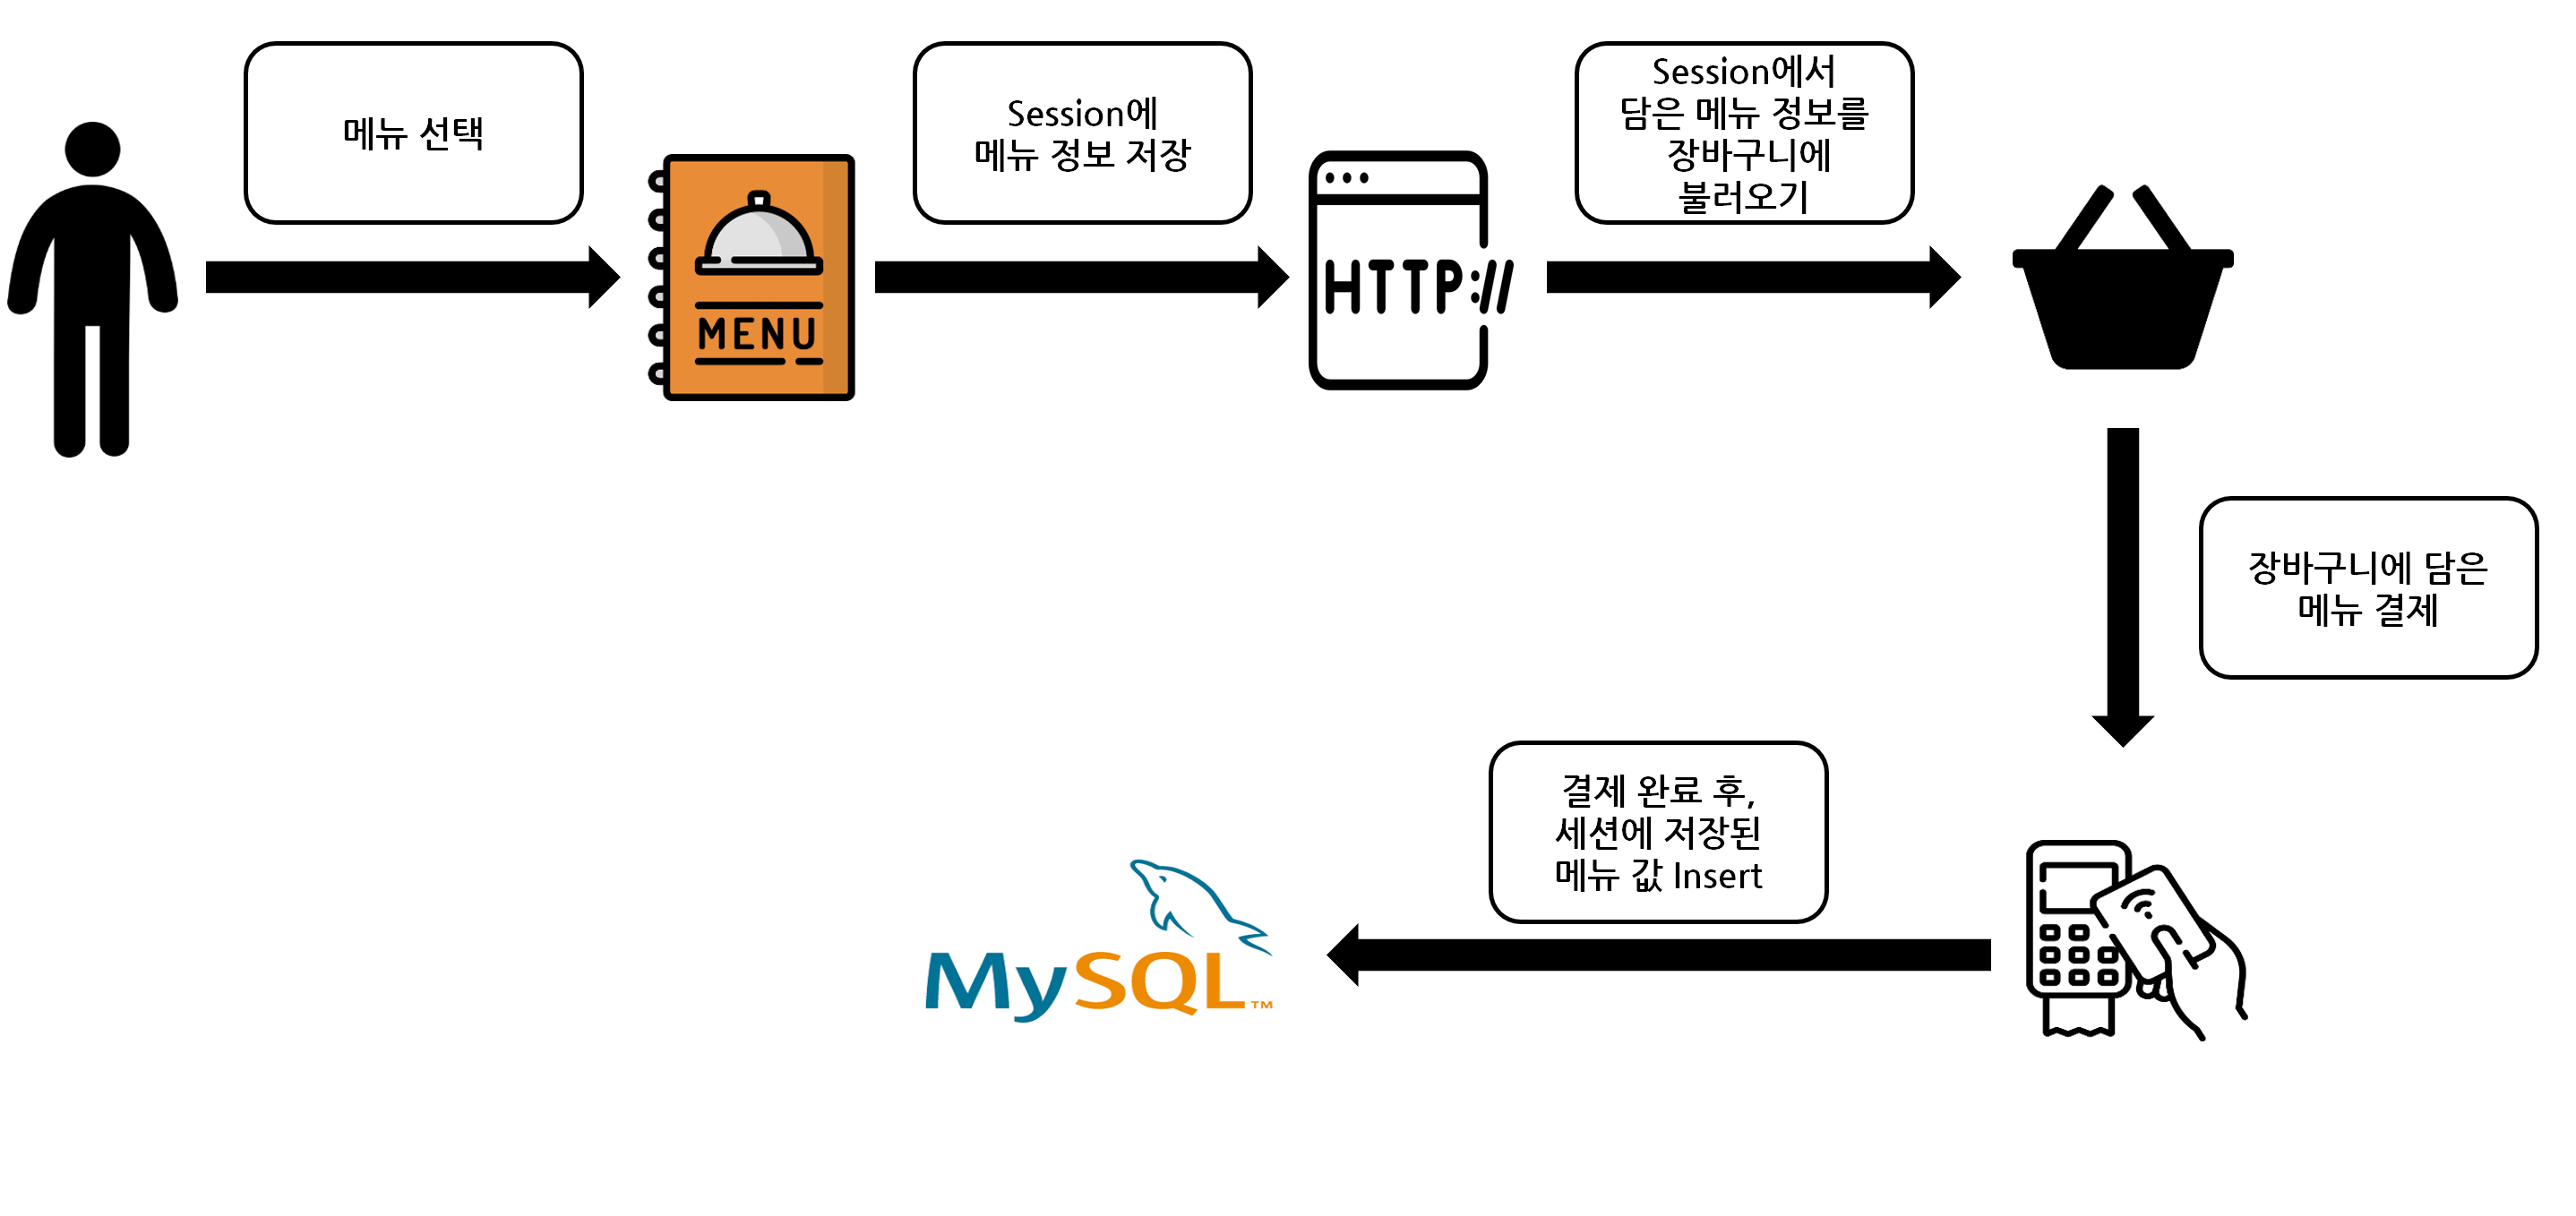 메뉴 선택
Session에
메뉴 정보 저장
Session에서
담은 메뉴 정보를
장바구니에
불러오기
MENU
HTTP://
장바구니에 담은
메뉴 결제
결제 완료 후,
세션에 저장된
메뉴 값 Insert
MySQL™